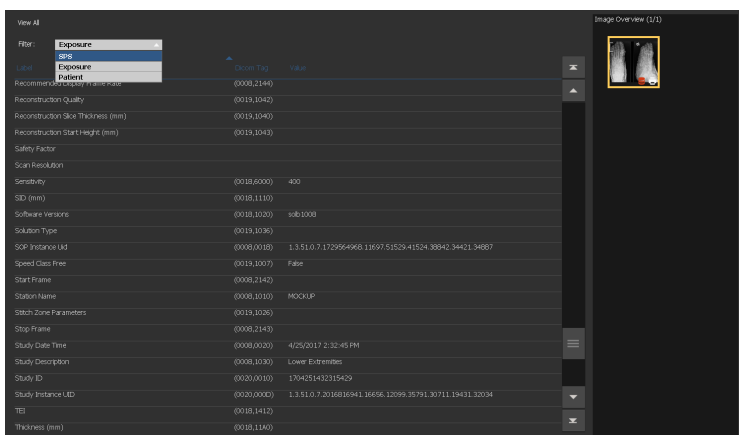 View All
Image Overview (1/1)
Filter: Exposure
SPS
Exposure
Patient
Label Dicom Tag Value
Recommended Display Frame Rate (0008,2144)
Reconstruction Quality (0019,1042)
Reconstruction Slice Thickness (mm) (0019,1040)
Reconstruction Start Height (mm) (0019,1043)
Safety Factor
Scan Resolution
Sensitivity (0018,6000) 400
SID (mm) (0018,1110)
Software Versions (0018,1020) solb1008
Solution Type (0019,1036)
SOP Instance Uid (0008,0018) 1.3.51.0.7.1729564968.11697.51529.41524.38842.34421.34887
Speed Class Free (0019,1007) False
Start Frame (0008,2142)
Station Name (0008,1010) MOCKUP
Stitch Zone Parameters (0019,1026)
Stop Frame (0008,2143)
Study Date Time (0008,0020) 4/25/2017 2:32:45 PM
Study Description (0008,1030) Lower Extremities
Study ID (0020,0010) 1704251432315429
Study Instance UID (0020,000D) 1.3.51.0.7.2016816941.16656.12099.35791.30711.19431.32034
TEI (0018,1412)
Thickness (mm) (0018,11A0)